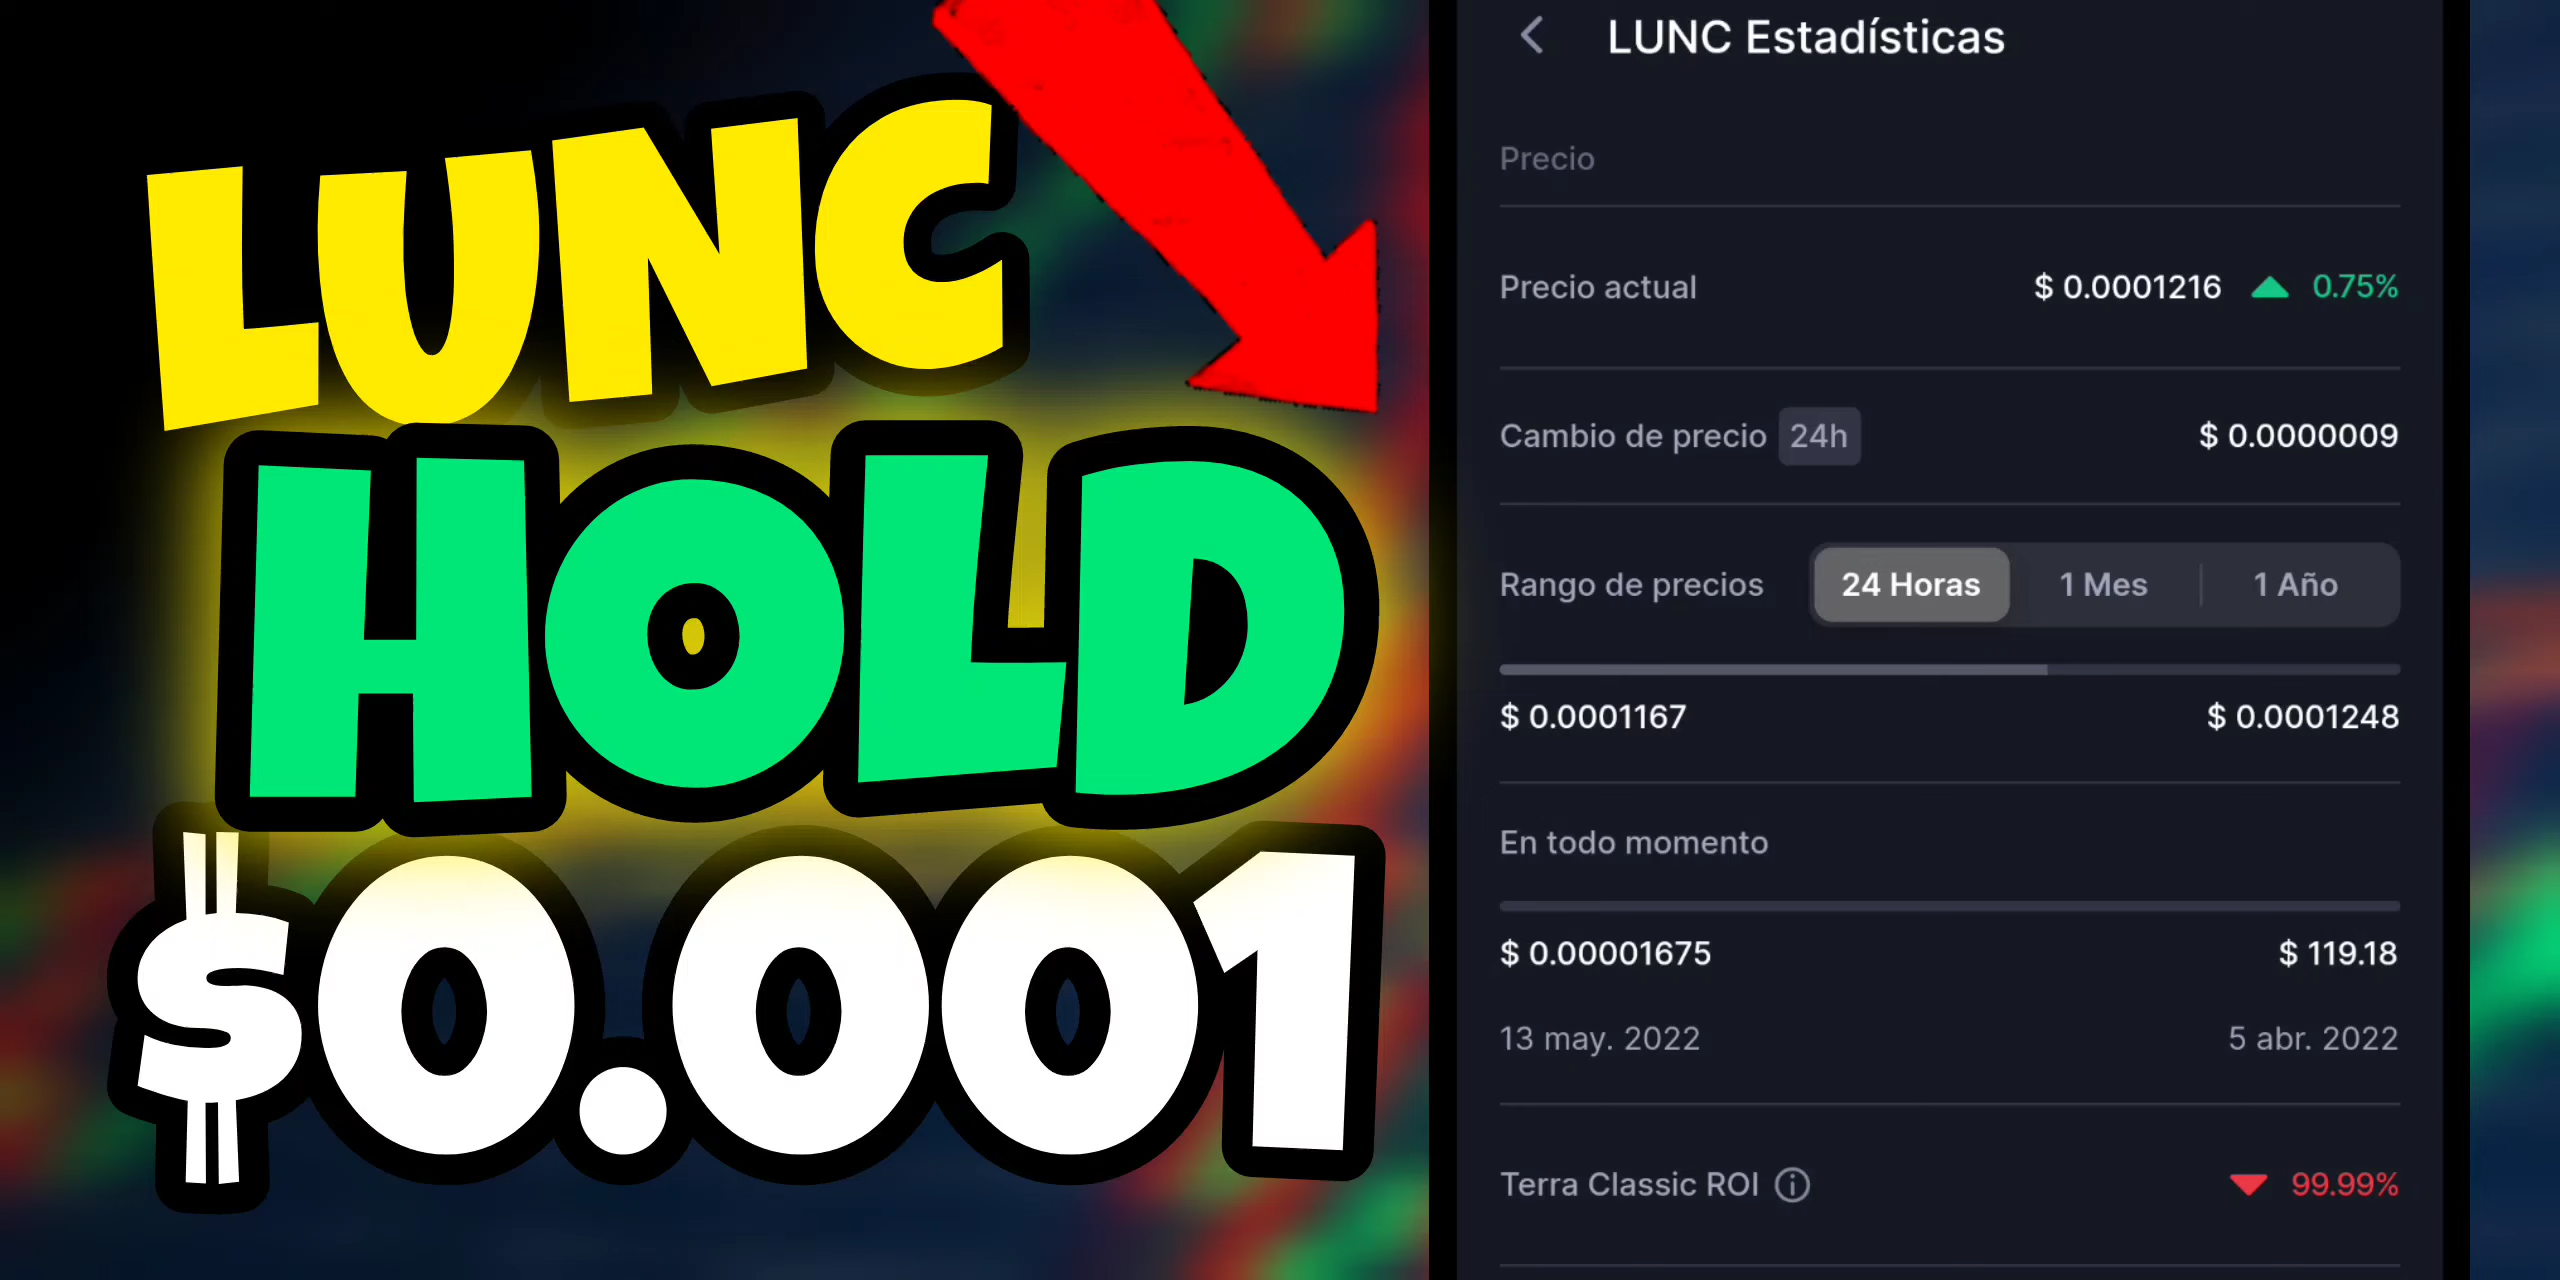 LUNC
HOLD
$0.001
LUNC Estadísticas
Precio
Precio actual $ 0.0001216 0.75%
Cambio de precio 24h $ 0.0000009
Rango de precios 24 Horas 1 Mes 1 Año
$ 0.0001167 $ 0.0001248
En todo momento
$ 0.00001675 $ 119.18
13 may. 2022 5 abr. 2022
Terra Classic ROI 99.99%